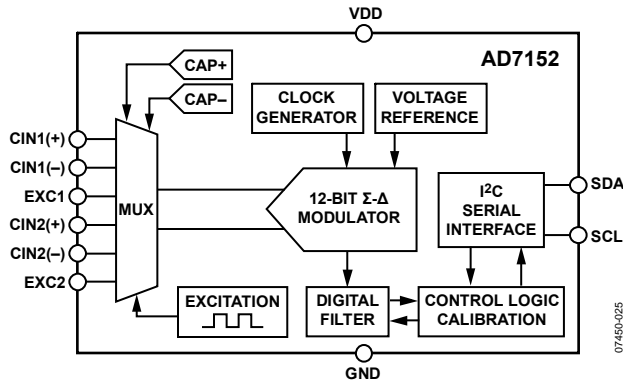 VDD
AD7152
CAP+
CAP–
CLOCK
GENERATOR
VOLTAGE
REFERENCE
CIN1(+)
CIN1(–)
EXC1
CIN2(+)
CIN2(–)
EXC2
MUX
12-BIT Σ-Δ
MODULATOR
I²C
SERIAL
INTERFACE
SDA
SCL
EXCITATION
DIGITAL
FILTER
CONTROL LOGIC
CALIBRATION
GND
07450-025